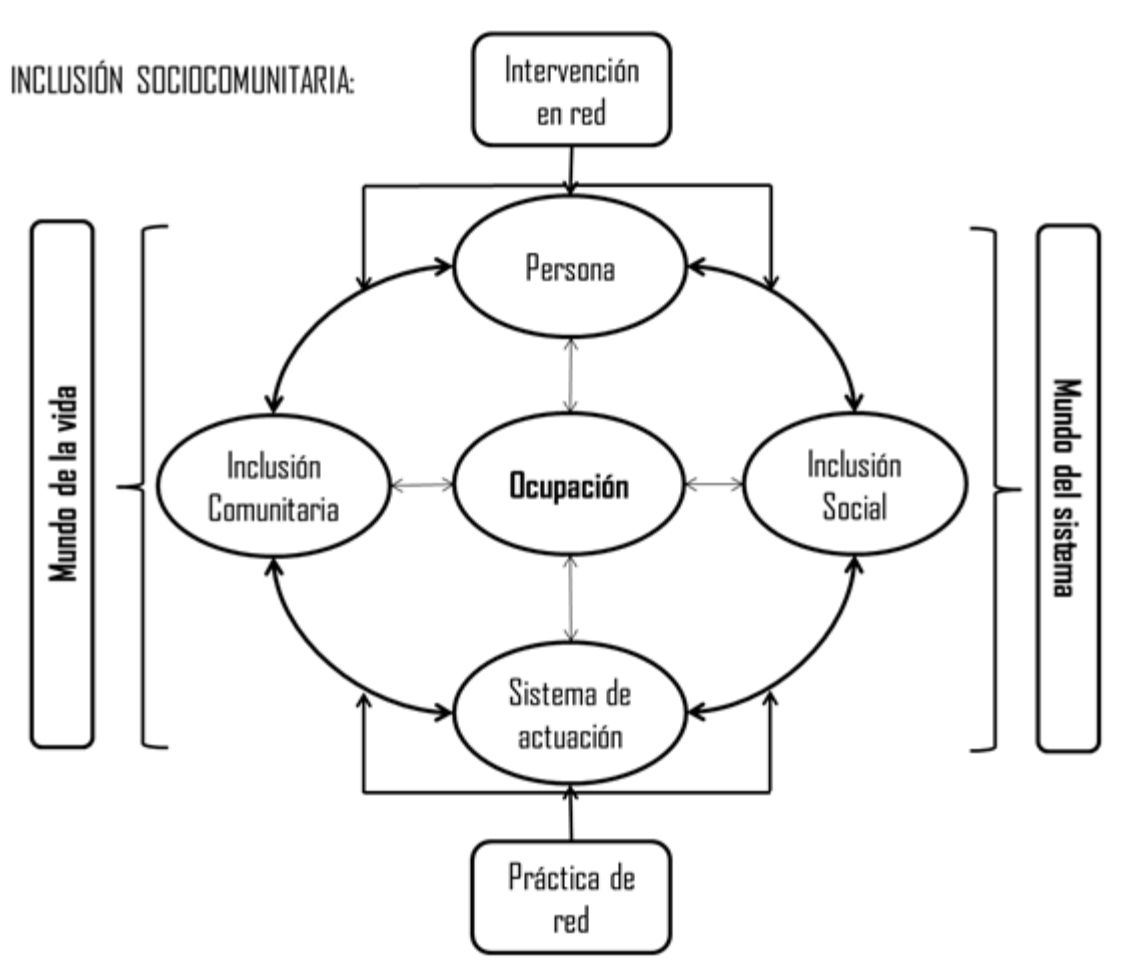 INCLUSIÓN SOCIOCOMUNITARIA:
Intervención
en red
Persona
Mundo de la vida
Inclusión
Comunitaria
Ocupación
Inclusión
Social
Mundo del sistema
Sistema de
actuación
Práctica de
red